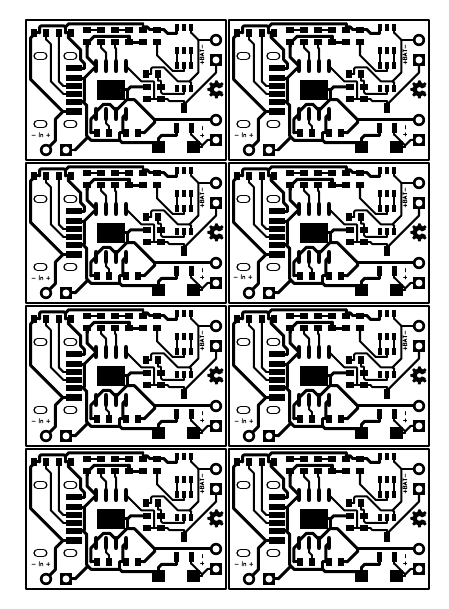 +BAT-
- In +
+ -
+BAT-
- In +
+ -
+BAT-
- In +
+ -
+BAT-
- In +
+ -
+BAT-
- In +
+ -
+BAT-
- In +
+ -
+BAT-
- In +
+ -
+BAT-
- In +
+ -